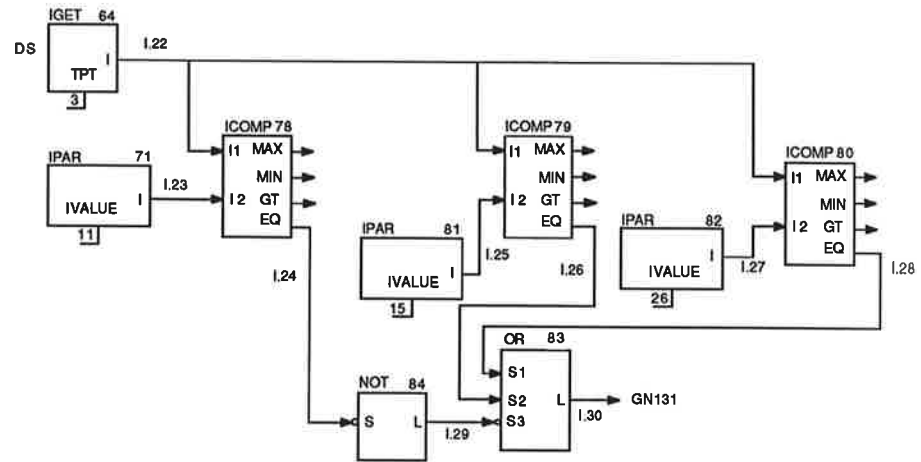 IGET 64
DS
I
TPT
3
I.22
IPAR 71
I
IVALUE
11
I.23
ICOMP 78
I1 MAX
MIN
I2 GT
EQ
I.24
ICOMP 79
I1 MAX
MIN
I2 GT
EQ
IPAR 81
I
IVALUE
15
I.25
I.26
ICOMP 80
I1 MAX
MIN
I2 GT
EQ
IPAR 82
I
IVALUE
26
I.27
I.28
OR 83
S1
S2 L
S3
GN131
I.30
NOT 84
S L
I.29